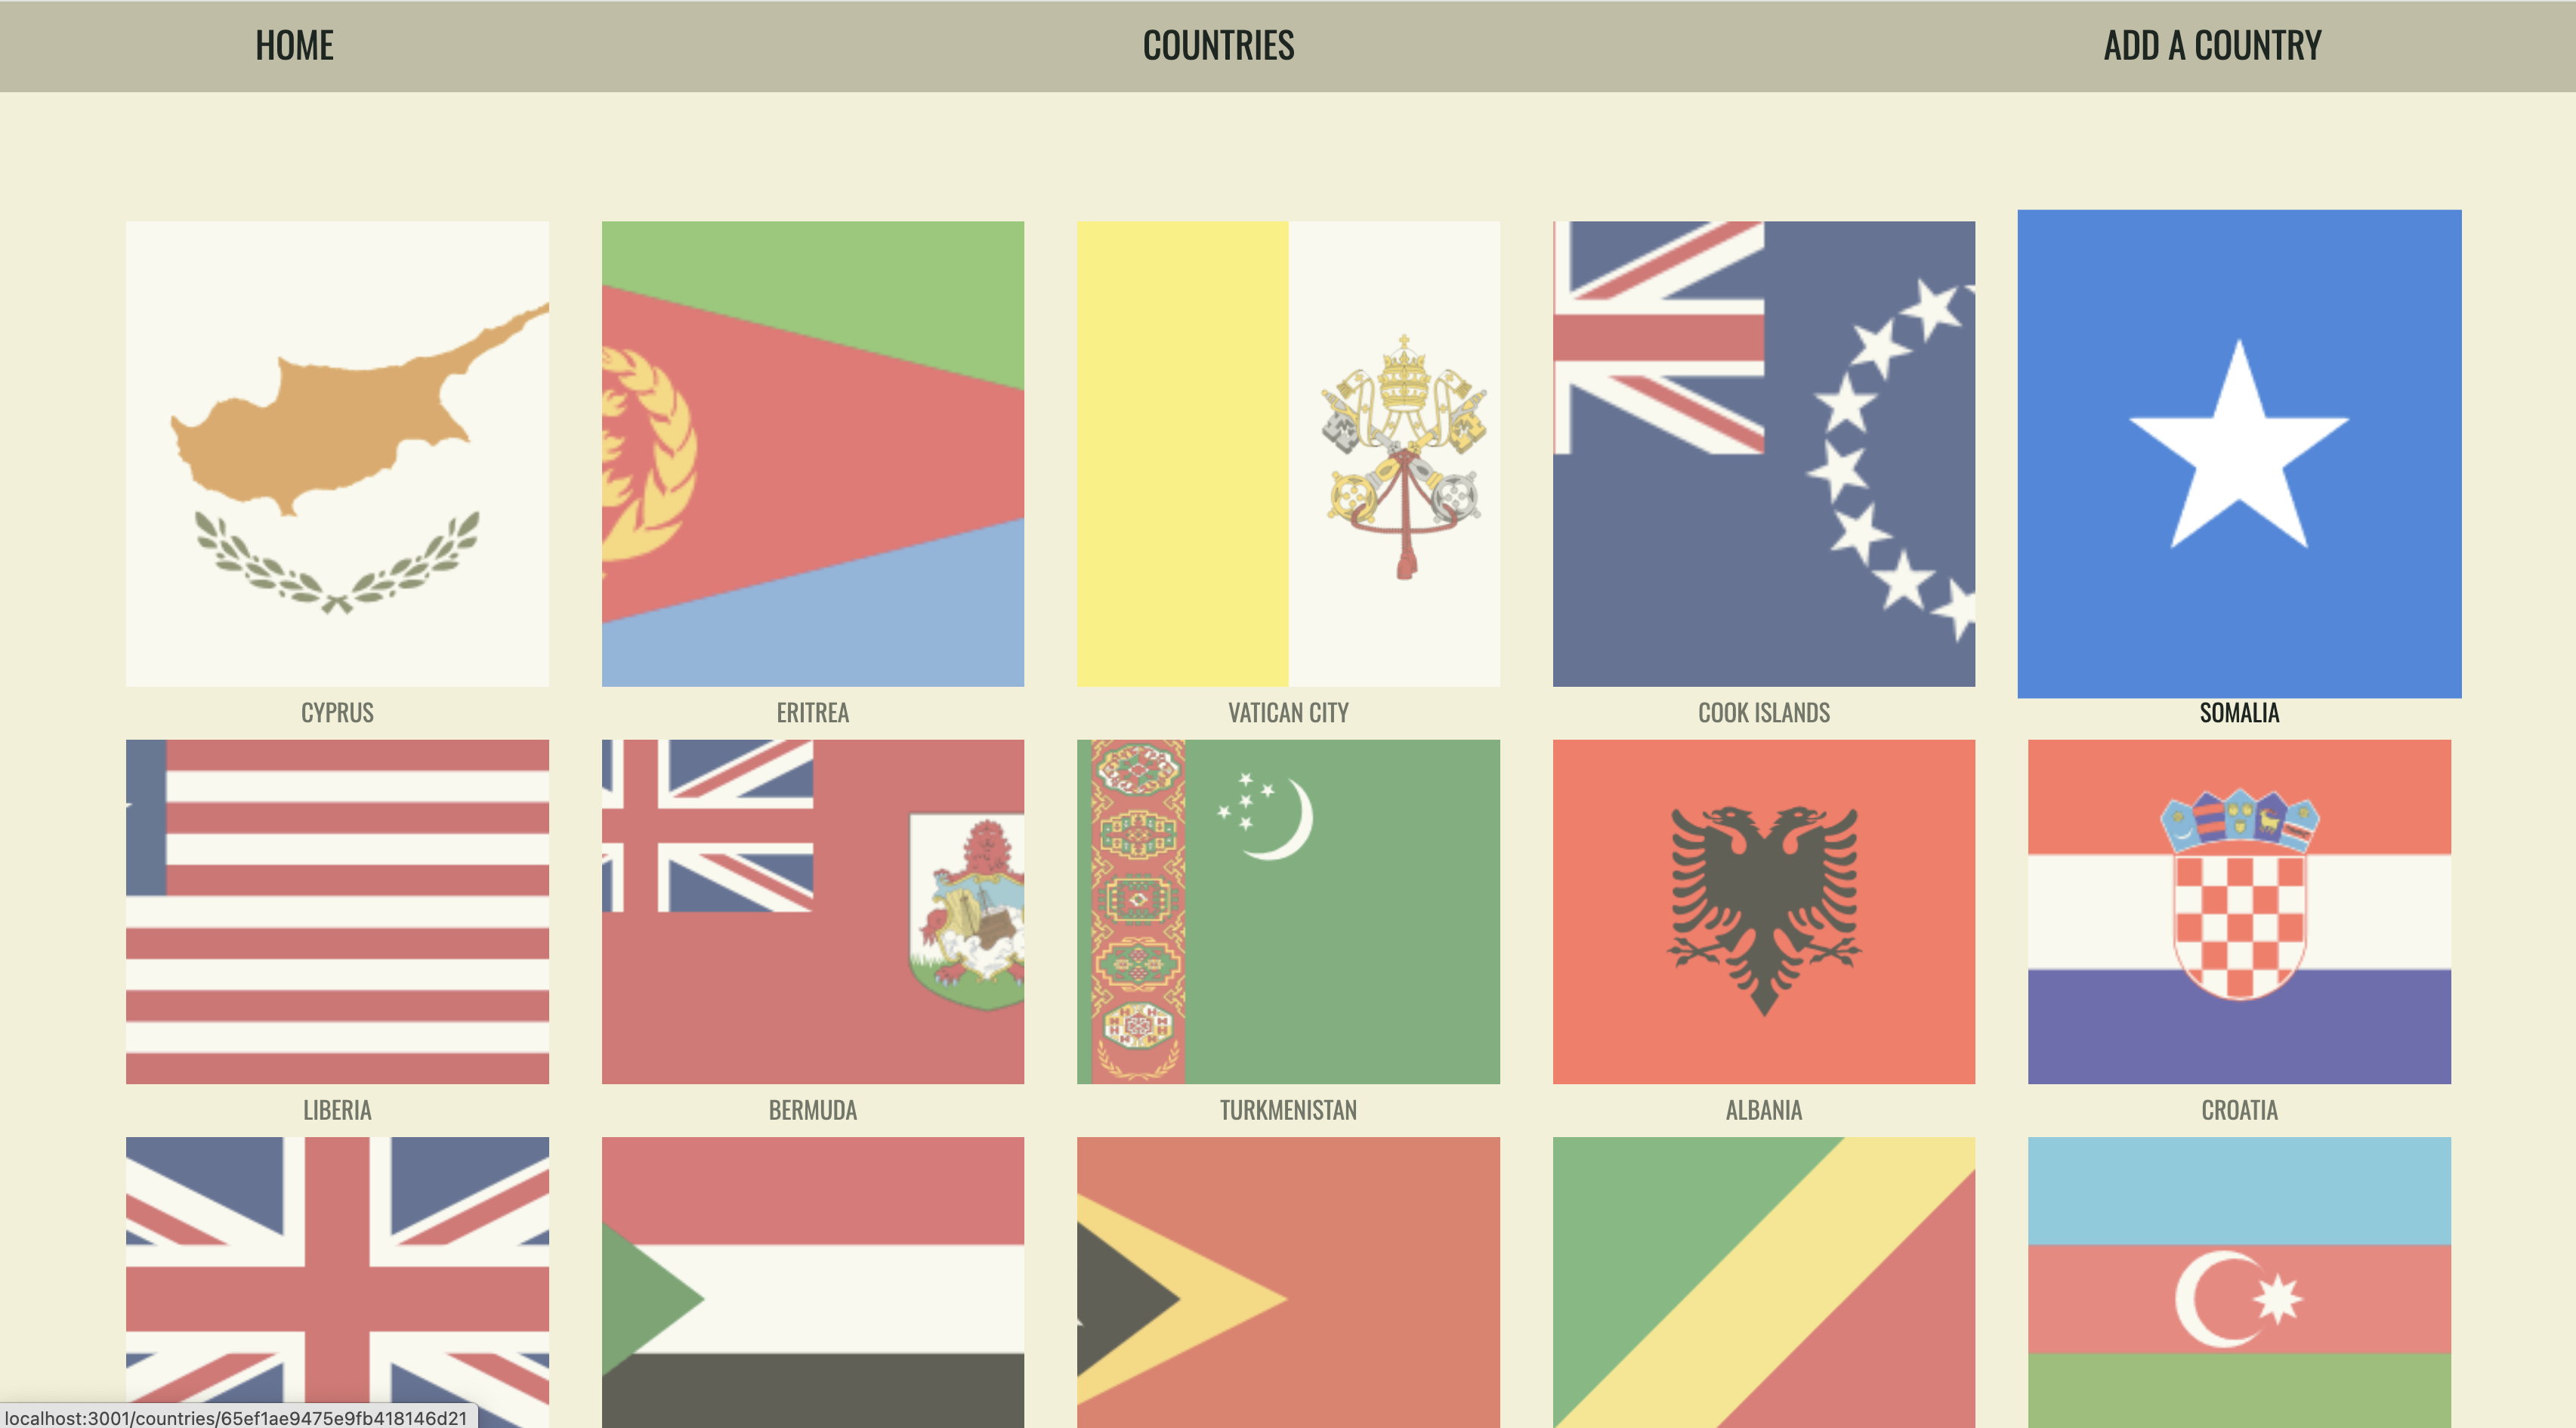 HOME
COUNTRIES
ADD A COUNTRY
CYPRUS
ERITREA
VATICAN CITY
COOK ISLANDS
SOMALIA
LIBERIA
BERMUDA
TURKMENISTAN
ALBANIA
CROATIA
localhost:3001/countries/65ef1ae9475e9fb418146d21